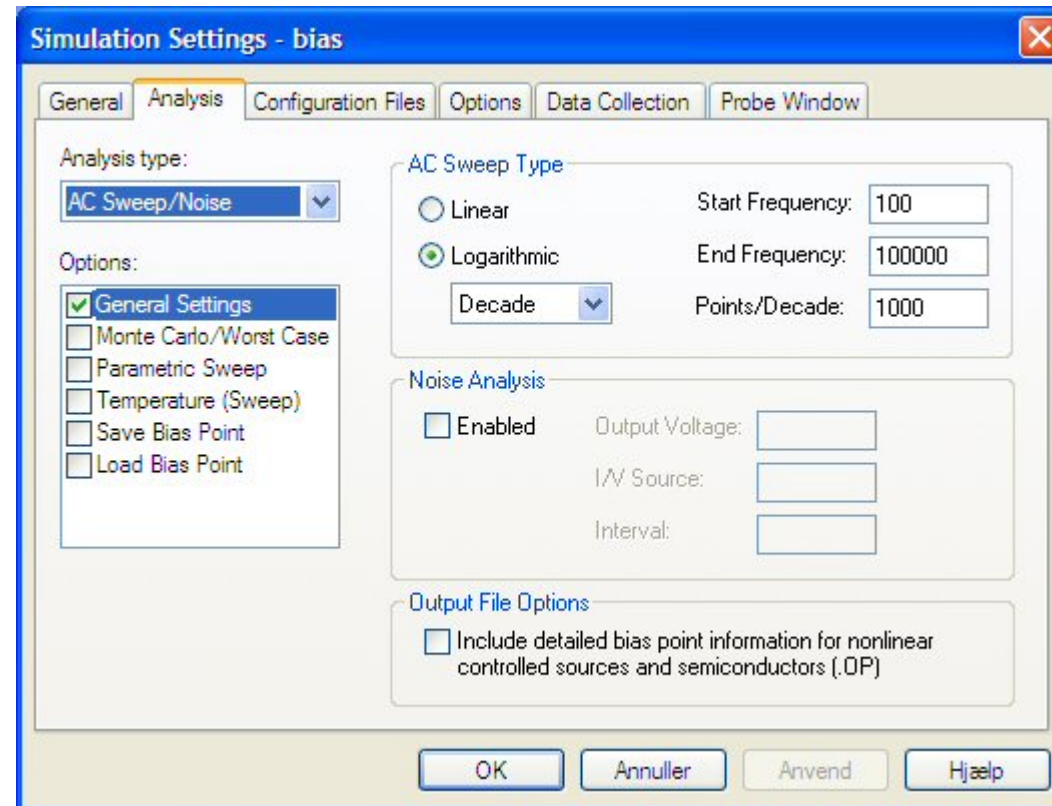 Simulation Settings - bias
General Analysis Configuration Files Options Data Collection Probe Window
Analysis type:
AC Sweep/Noise
Options:
General Settings
Monte Carlo/Worst Case
Parametric Sweep
Temperature (Sweep)
Save Bias Point
Load Bias Point
AC Sweep Type
Linear
Logarithmic
Decade
Start Frequency: 100
End Frequency: 100000
Points/Decade: 1000
Noise Analysis
Enabled
Output Voltage:
I/V Source:
Interval:
Output File Options
Include detailed bias point information for nonlinear
controlled sources and semiconductors (.OP)
OK Annuller Anvend Hjælp